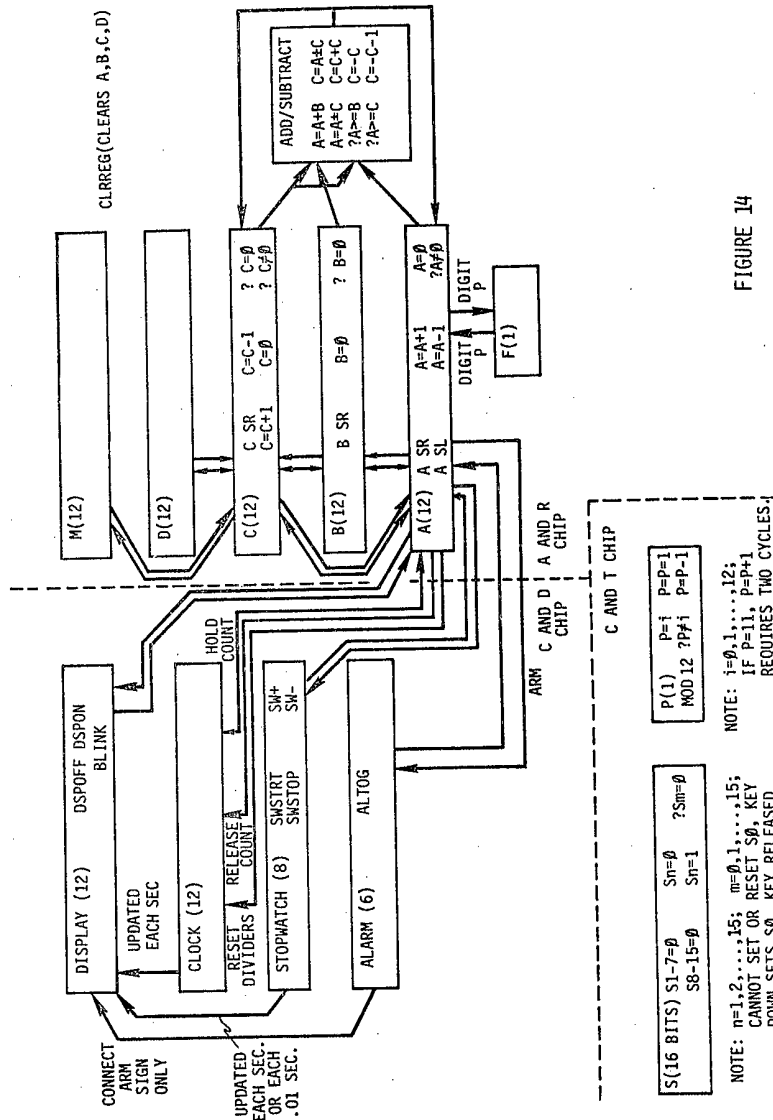 CLRREG(CLEARS A,B,C,D)
M(12)
D(12)
C(12)   C SR   C=C-1   ? C=Ø
C=C+1   C=Ø   ? C≠Ø
B(12)   B SR   B=Ø   ? B=Ø
A(12)   A SR   A=A+1   A=Ø
A SL   A=A-1   ?A≠Ø
ADD/SUBTRACT
A=A+B   C=A±C
A=A±C   C=C+C
?A>=B   C=-C
?A>=C   C=-C-1
DIGIT
P
DIGIT
P
F(1)
DISPLAY (12)   DSPOFF DSPON
BLINK
UPDATED
EACH SEC
CLOCK (12)
HOLD
COUNT
RELEASE
COUNT
RESET
DIVIDERS
STOPWATCH (8)   SWSTRT   SW+
SWSTOP   SW-
ALARM (6)   ALTOG
CONNECT
ARM
SIGN
ONLY
UPDATED
EACH SEC.
OR EACH
.01 SEC.
ARM
C AND D
CHIP
A AND R
CHIP
C AND T CHIP
S(16 BITS) S1-7=Ø   Sn=Ø   ?Sm=Ø
S8-15=Ø   Sn=1
NOTE: n=1,2,...,15; m=Ø,1,...,15;
CANNOT SET OR RESET SØ, KEY
DOWN SETS SØ, KEY RELEASED
P(1)   P=i   P=P=1
MOD 12   ?P≠i   P=P-1
NOTE: i=Ø,1,...,12;
IF P=11, P=P+1
REQUIRES TWO CYCLES.
FIGURE 14